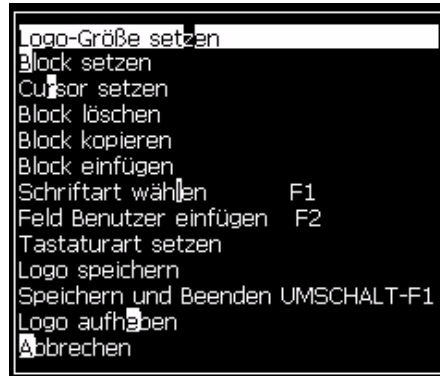 Logo-Größe setzen
Block setzen
Cursor setzen
Block löschen
Block kopieren
Block einfügen
Schriftart wählen F1
Feld Benutzer einfügen F2
Tastaturart setzen
Logo speichern
Speichern und Beenden UMSCHALT-F1
Logo aufheben
Abbrechen